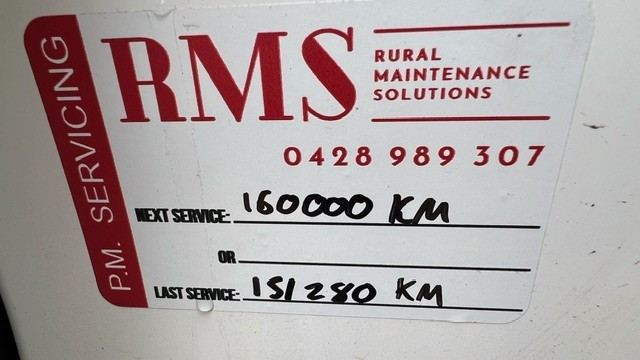 P.M. SERVICING
RMS
RURAL
MAINTENANCE
SOLUTIONS
0428 989 307
NEXT SERVICE: 160000 KM
OR
LAST SERVICE: 151280 KM